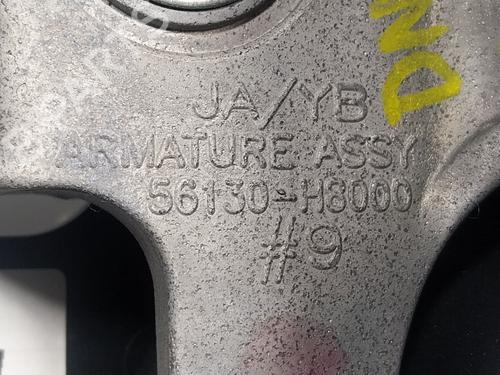 JA/YB
ARMATURE ASSY
56130-H8000
#9